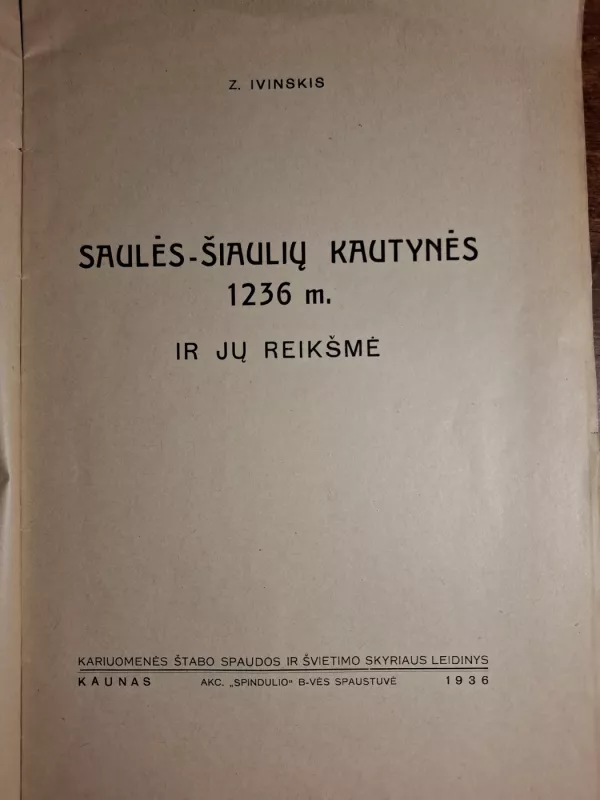 Z. IVINSKIS
SAULĖS-ŠIAULIŲ KAUTYNĖS
1236 m.
IR JŲ REIKŠMĖ
KARIUOMENĖS ŠTABO SPAUDOS IR ŠVIETIMO SKYRIAUS LEIDINYS
KAUNAS AKC. „SPINDULIO" B-VĖS SPAUSTUVĖ 1936